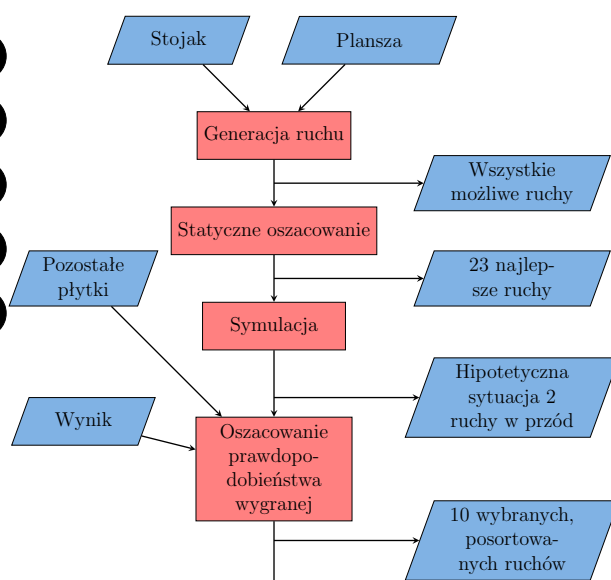 Stojak
Plansza
Generacja ruchu
Wszystkie
możliwe ruchy
Statyczne oszacowanie
Pozostałe
płytki
23 najlep-
sze ruchy
Symulacja
Hipotetyczna
sytuacja 2
ruchy w przód
Wynik
Oszacowanie
prawdopo-
dobieństwa
wygranej
10 wybranych,
posortowa-
nych ruchów